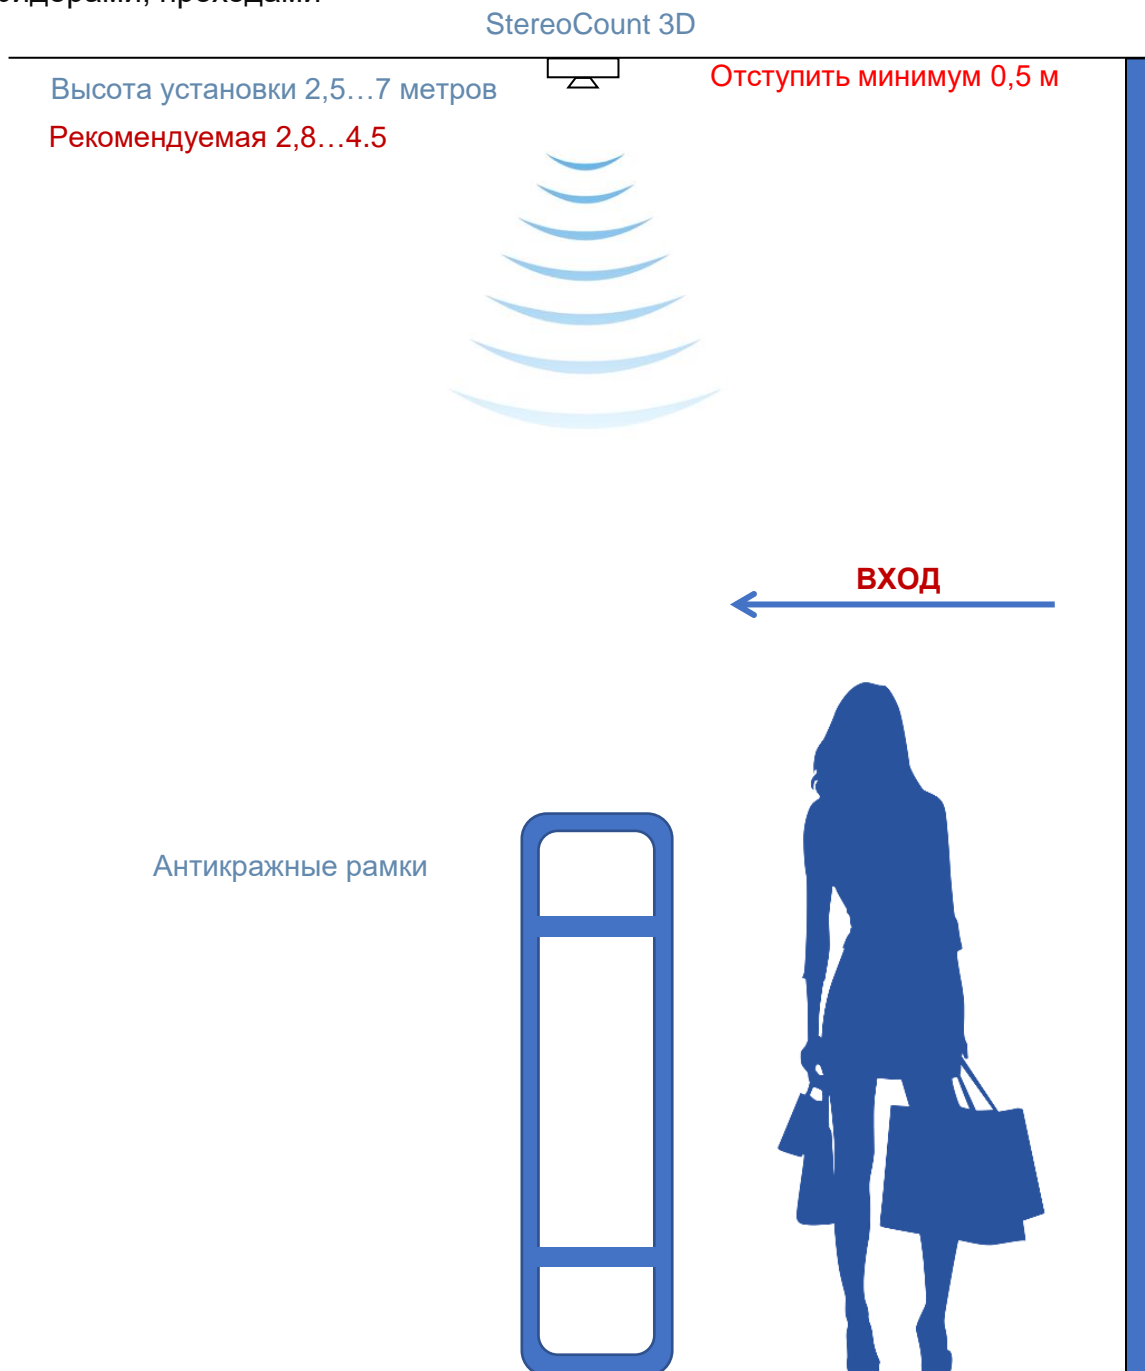 проходами
StereoCount 3D
Высота установки 2,5…7 метров
Отступить минимум 0,5 м
Рекомендуемая 2,8…4.5
ВХОД
Антикражные рамки